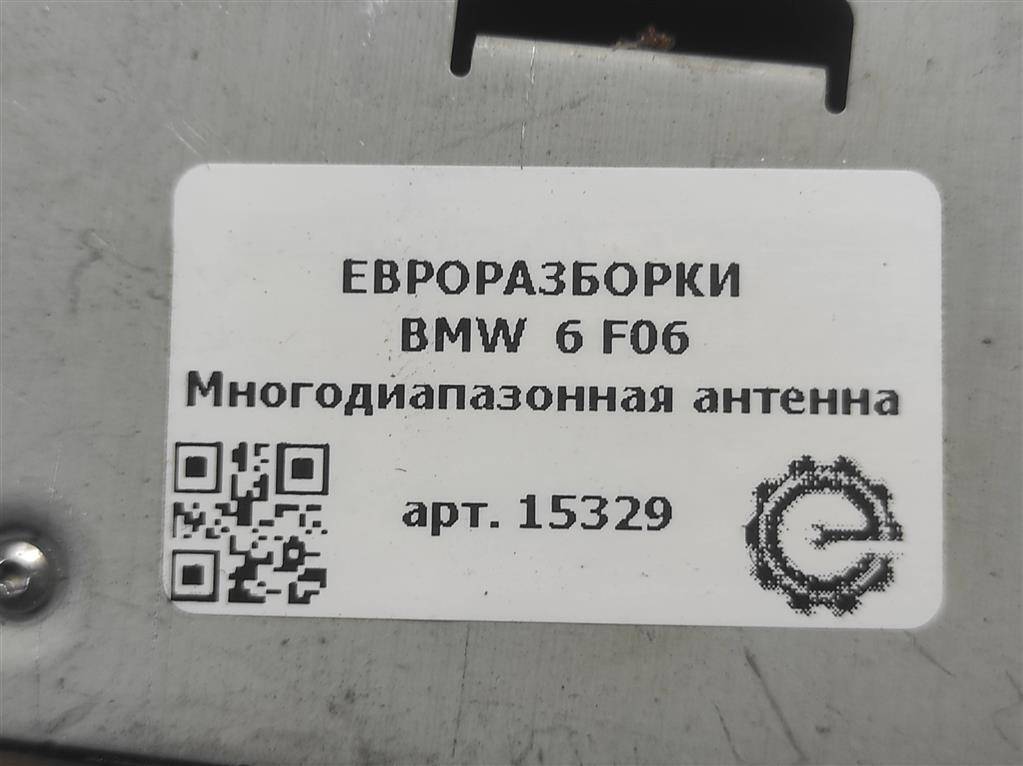 ЕВРОРАЗБОРКИ
BMW 6 F06
Многодиапазонная антенна
арт. 15329